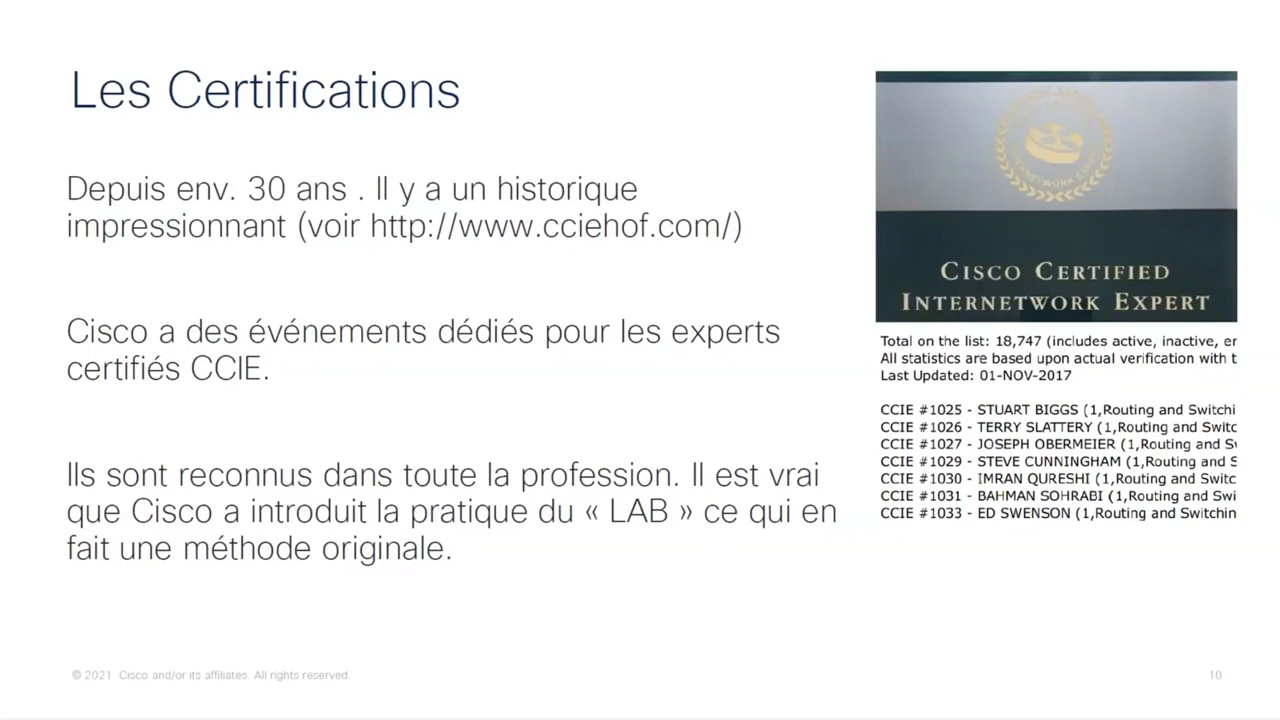 Les Certifications
Depuis env. 30 ans . Il y a un historique
impressionnant (voir http://www.cciehof.com/)
Cisco a des événements dédiés pour les experts
certifiés CCIE.
Ils sont reconnus dans toute la profession. Il est vrai
que Cisco a introduit la pratique du « LAB » ce qui en
fait une méthode originale.
CISCO CERTIFIED
INTERNETWORK EXPERT
Total on the list: 18,747 (includes active, inactive, er
All statistics are based upon actual verification with t
Last Updated: 01-NOV-2017
CCIE #1025 - STUART BIGGS (1,Routing and Switchi
CCIE #1026 - TERRY SLATTERY (1,Routing and Switc
CCIE #1027 - JOSEPH OBERMEIER (1,Routing and S
CCIE #1029 - STEVE CUNNINGHAM (1,Routing and S
CCIE #1030 - IMRAN QURESHI (1,Routing and Switc
CCIE #1031 - BAHMAN SOHRABI (1,Routing and Swi
CCIE #1033 - ED SWENSON (1,Routing and Switchin
© 2021 Cisco and/or its affiliates. All rights reserved.
10